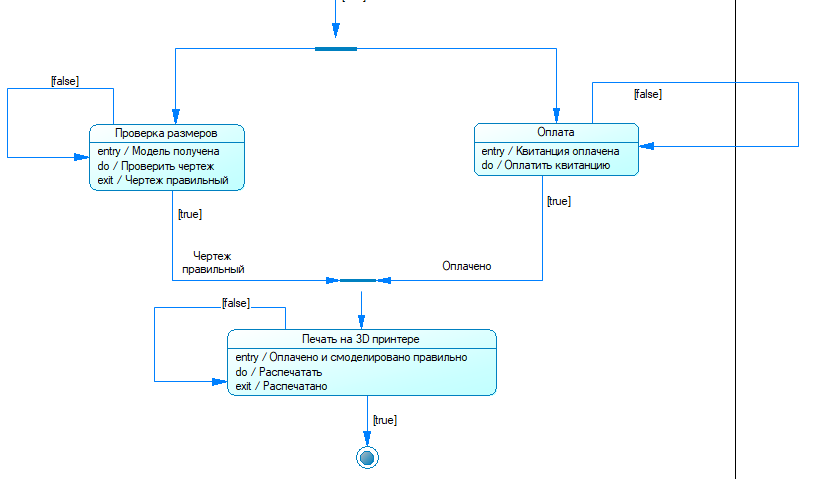 [false]
Проверка размеров
entry / Модель получена
do / Проверить чертеж
exit / Чертеж правильный
[true]
[false]
Оплата
entry / Квитанция оплачена
do / Оплатить квитанцию
[true]
Чертеж
правильный
Оплачено
[false]
Печать на 3D принтере
entry / Оплачено и смоделировано правильно
do / Распечатать
exit / Распечатано
[true]